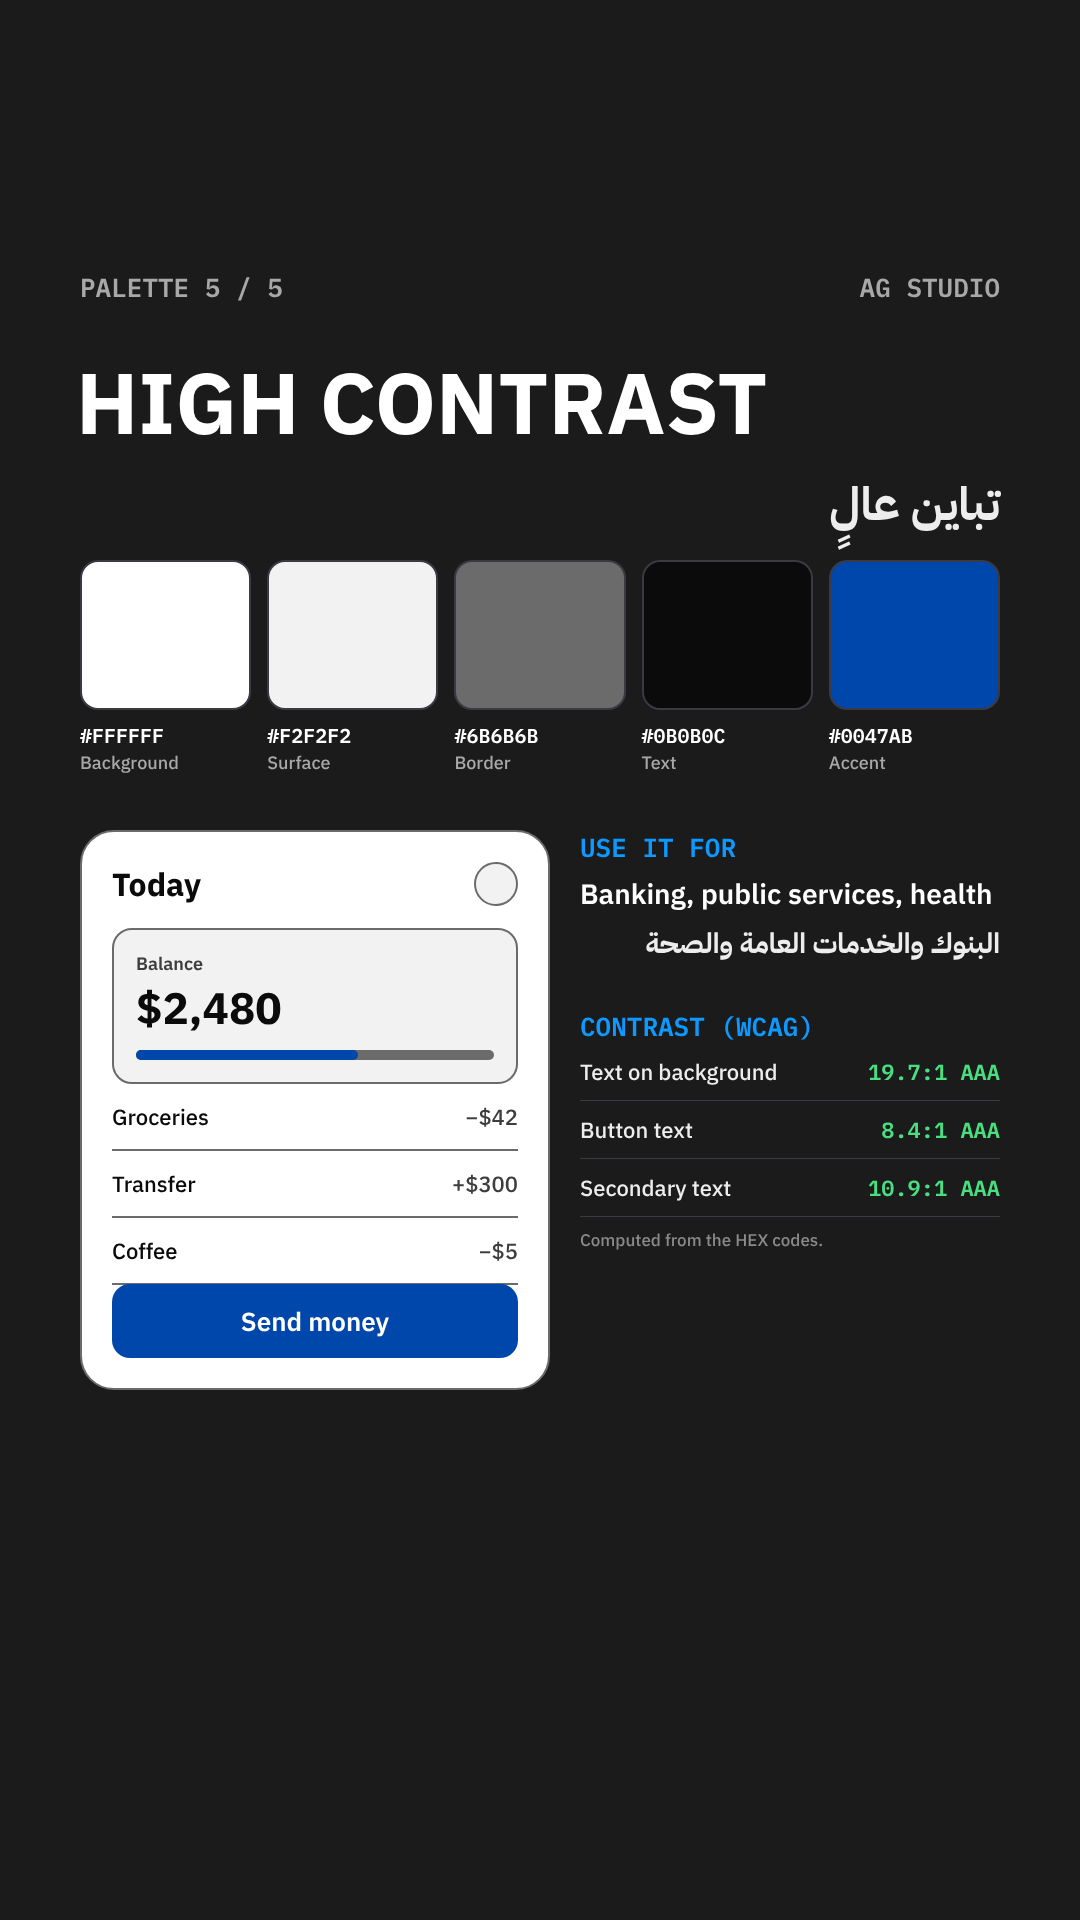 PALETTE 5 / 5
AG STUDIO
HIGH CONTRAST
تباين عالٍ
#FFFFFF
Background
#F2F2F2
Surface
#6B6B6B
Border
#0B0B0C
Text
#0047AB
Accent
Today
Balance
$2,480
Groceries –$42
Transfer +$300
Coffee –$5
Send money
USE IT FOR
Banking, public services, health
البنوك والخدمات العامة والصحة
CONTRAST (WCAG)
Text on background 19.7:1 AAA
Button text 8.4:1 AAA
Secondary text 10.9:1 AAA
Computed from the HEX codes.